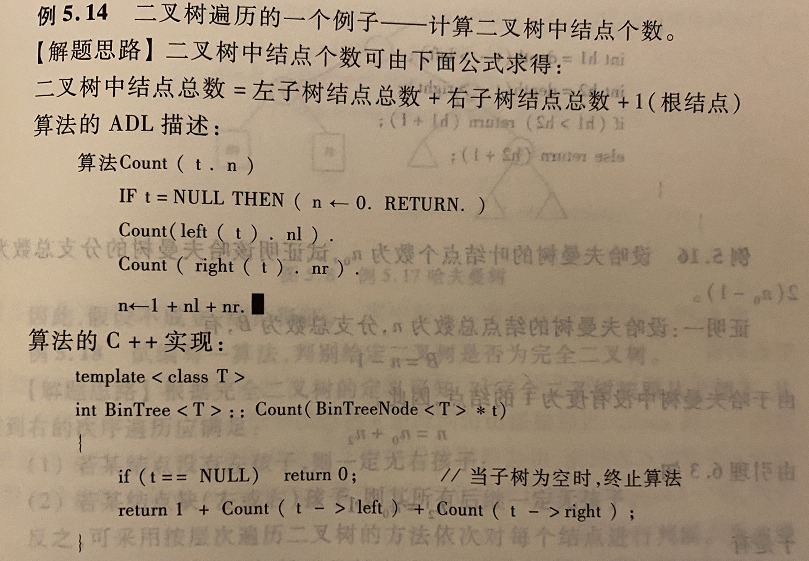 例5.14 二叉树遍历的一个例子——计算二叉树中结点个数。
【解题思路】二叉树中结点个数可由下面公式求得：
二叉树中结点总数 = 左子树结点总数 + 右子树结点总数 +1(根结点)
算法的 ADL 描述：
算法Count ( t . n )
IF t = NULL THEN ( n ← 0. RETURN. )
Count(left ( t ) . nl ) .
Count ( right ( t ) . nr ) .
n←1 + nl + nr. █
算法的 C ++ 实现：
template < class T >
int BinTree < T > :: Count( BinTreeNode < T > * t)
{
if ( t == NULL) return 0; // 当子树为空时,终止算法
return 1 + Count ( t - > left ) + Count ( t - > right ) ;
}